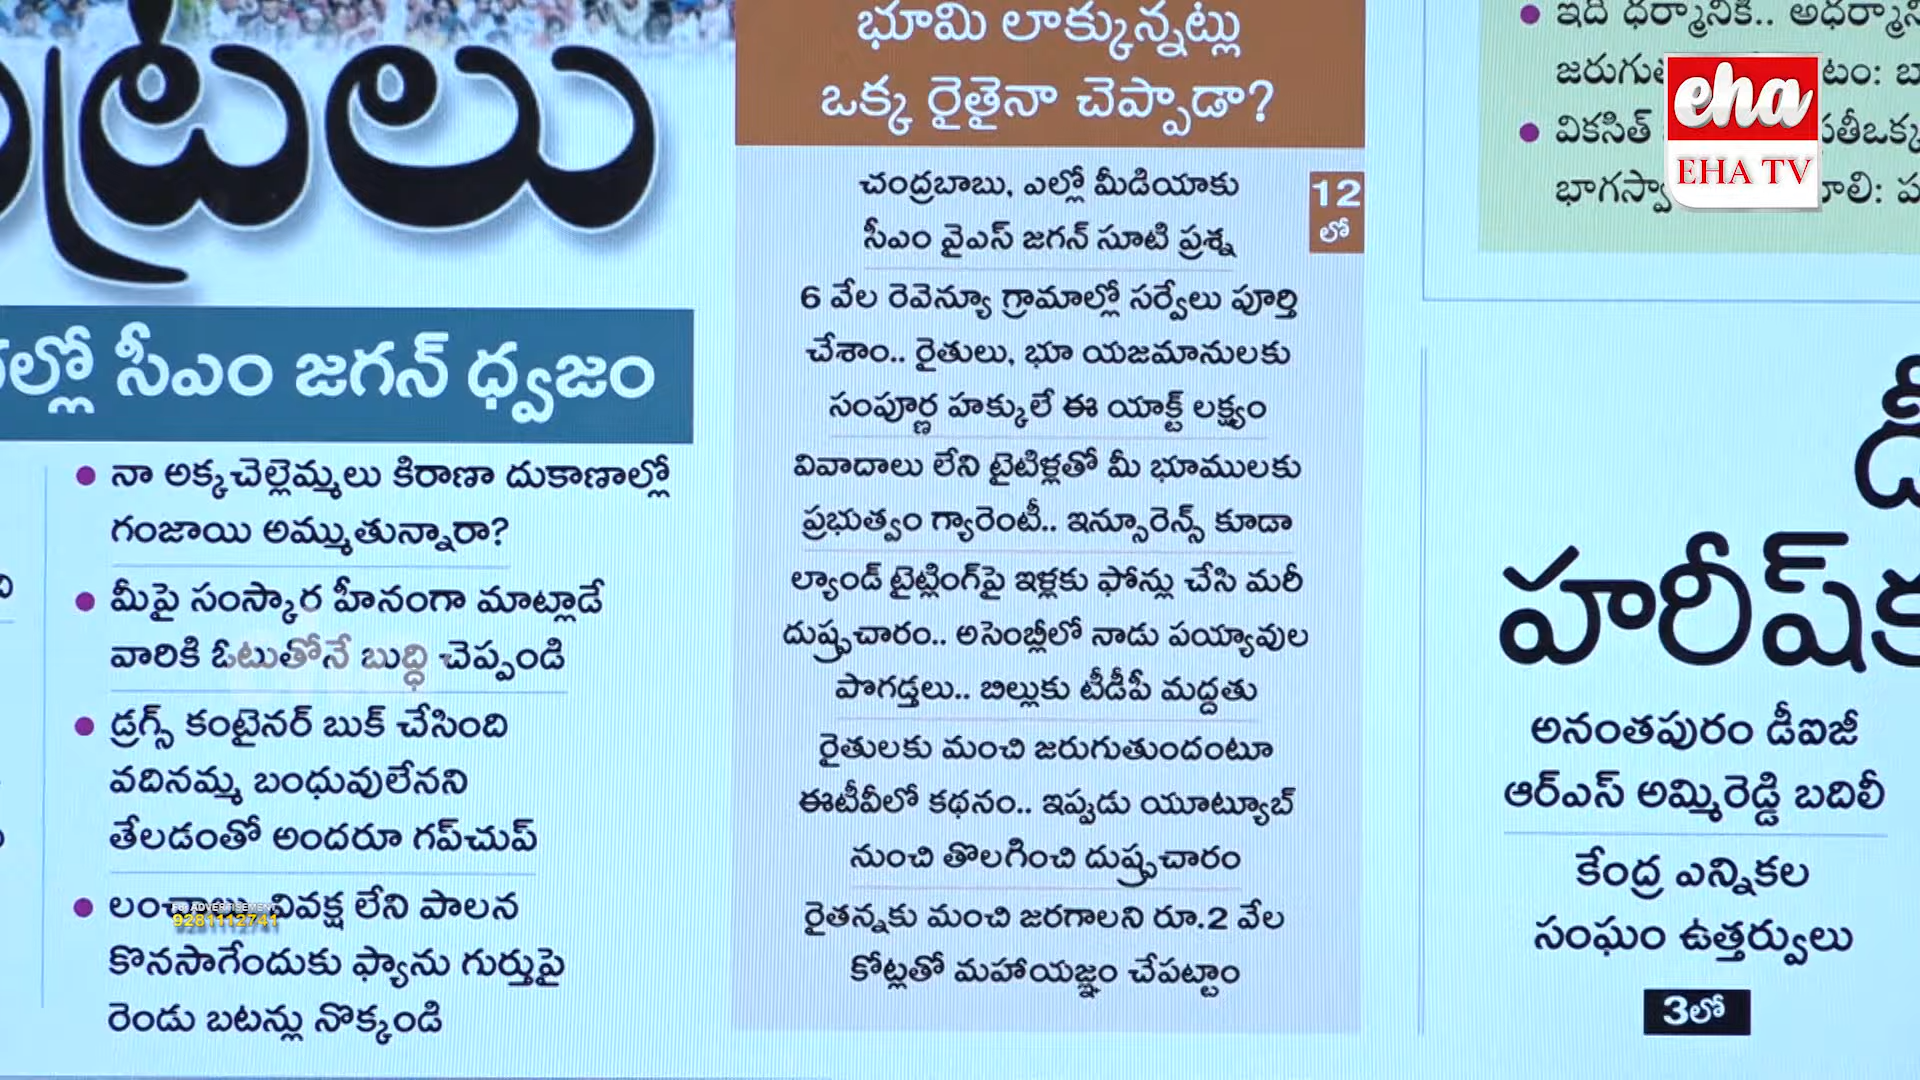 ట్రలు
ల్లో సీఎం జగన్ ధ్వజం
నా అక్కచెల్లెమ్మలు కిరాణా దుకాణాల్లో
గంజాయి అమ్ముతున్నారా?
మీపై సంస్కార హీనంగా మాట్లాడే
వారికి ఓటుతోనే బుద్ధి చెప్పండి
డ్రగ్స్ కంటైనర్ బుక్ చేసింది
వదినమ్మ బంధువులేనని
తేలడంతో అందరూ గప్‌చుప్
వివక్ష లేని పాలన
కొనసాగేందుకు ఫ్యాను గుర్తుపై
రెండు బటన్లు నొక్కండి
FOR ADVERTISEMENT
9281112741
భూమి లాక్కున్నట్లు
ఒక్క రైతైనా చెప్పాడా?
చంద్రబాబు, ఎల్లో మీడియాకు
సీఎం వైఎస్ జగన్ సూటి ప్రశ్న
12
లో
6 వేల రెవెన్యూ గ్రామాల్లో సర్వేలు పూర్తి
చేశాం.. రైతులు, భూ యజమానులకు
సంపూర్ణ హక్కులే ఈ యాక్ట్ లక్ష్యం
వివాదాలు లేని టైటిళ్లతో మీ భూములకు
ప్రభుత్వం గ్యారెంటీ.. ఇన్సూరెన్స్ కూడా
ల్యాండ్ టైట్లింగ్‌పై ఇళ్లకు ఫోన్లు చేసి మరీ
దుష్ప్రచారం.. అసెంబ్లీలో నాడు పయ్యావుల
పొగడ్తలు.. బిల్లుకు టీడీపీ మద్దతు
రైతులకు మంచి జరుగుతుందంటూ
ఈటీవీలో కథనం.. ఇప్పుడు యూట్యూబ్
నుంచి తొలగించి దుష్ప్రచారం
రైతన్నకు మంచి జరగాలని రూ.2 వేల
కోట్లతో మహాయజ్ఞం చేపట్టాం
ఇది ధర్మానికి.. అధర్మాని
వికసిత్
eha
EHA TV
డీ
హరీష్‌క
అనంతపురం డీఐజీ
ఆర్ఎస్ అమ్మిరెడ్డి బదిలీ
కేంద్ర ఎన్నికల
సంఘం ఉత్తర్వులు
3లో